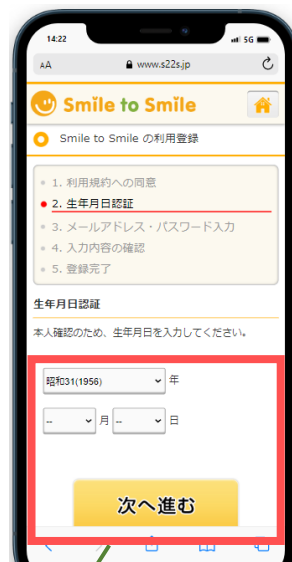 14:22
5G
AA
www.s22s.jp
Smile to Smile
Smile to Smile の利用登録
1. 利用規約への同意
2. 生年月日認証
3. メールアドレス・パスワード入力
4. 入力内容の確認
5. 登録完了
生年月日認証
本人確認のため、生年月日を入力してください。
昭和31(1956) 年
-- 月 -- 日
次へ進む